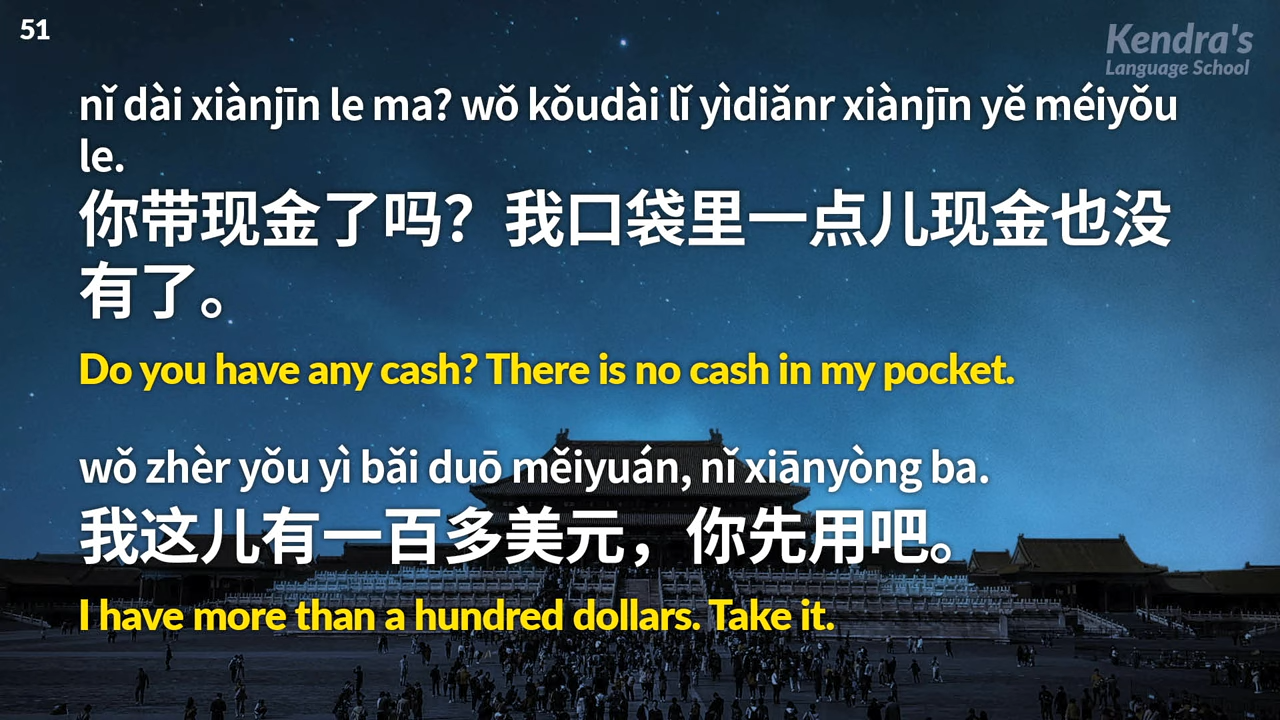 51
Kendra's
Language School
nǐ dài xiànjīn le ma? wǒ kǒudài lǐ yìdiǎnr xiànjīn yě méiyǒu
le.
你带现金了吗？我口袋里一点儿现金也没
有了。
Do you have any cash? There is no cash in my pocket.
wǒ zhèr yǒu yì bǎi duō měiyuán, nǐ xiānyòng ba.
我这儿有一百多美元，你先用吧。
I have more than a hundred dollars. Take it.